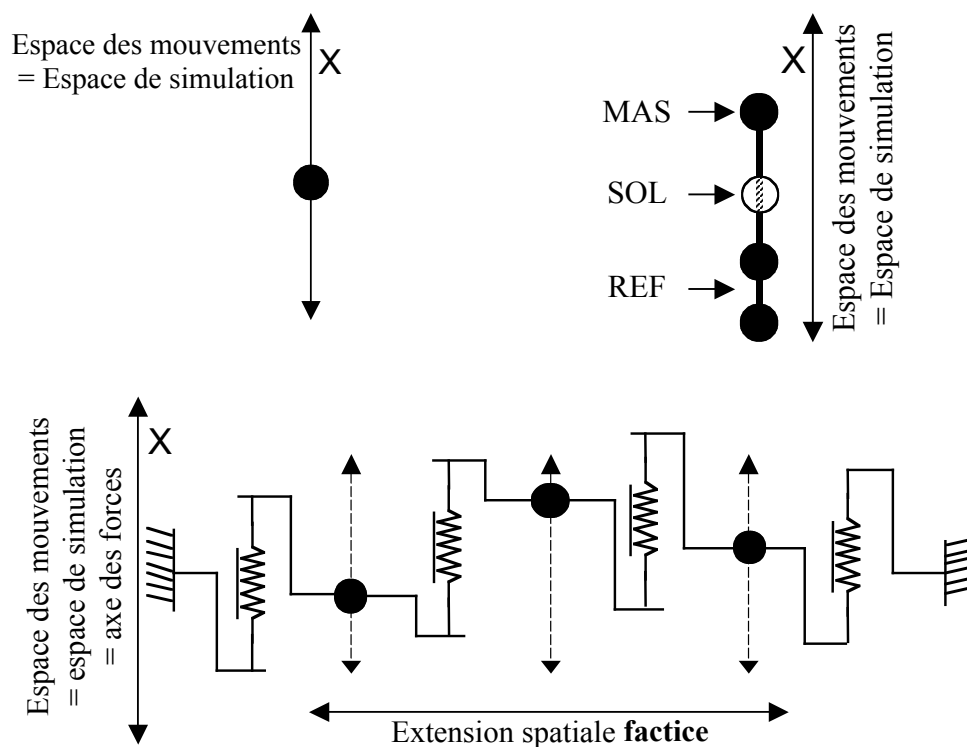 Espace des mouvements
= Espace de simulation
X
MAS
SOL
REF
X
Espace des mouvements
= Espace de simulation
Espace des mouvements
= espace de simulation
= axe des forces
X
Extension spatiale factice